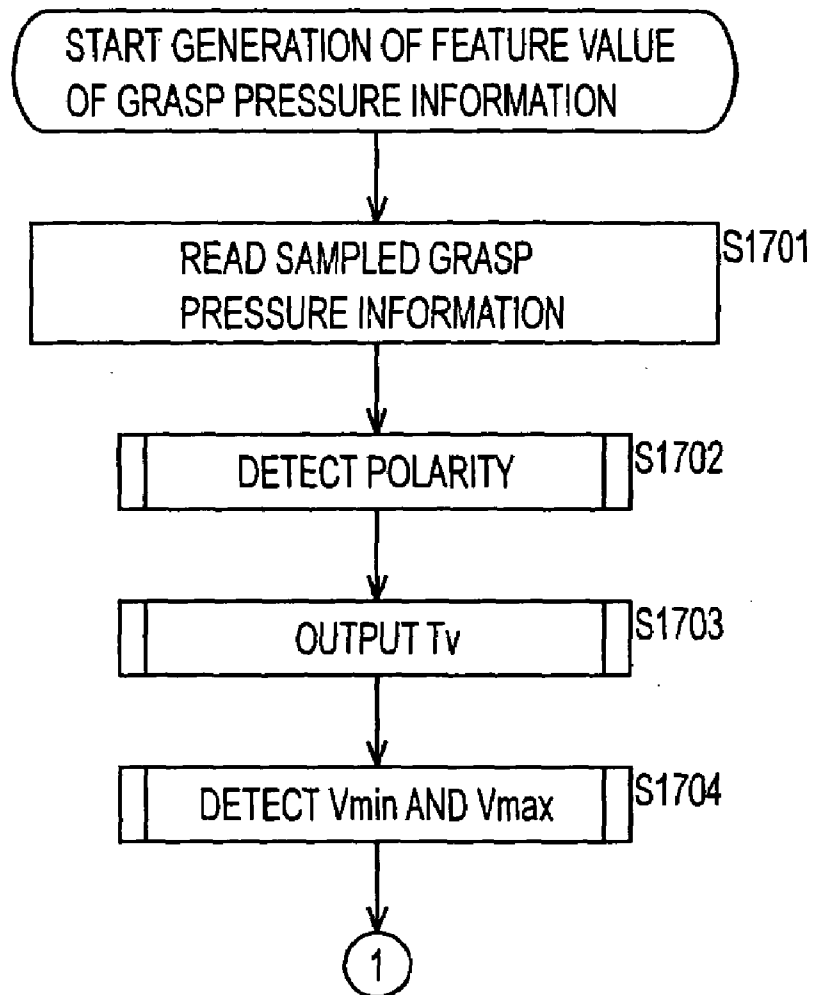 START GENERATION OF FEATURE VALUE
OF GRASP PRESSURE INFORMATION
READ SAMPLED GRASP
PRESSURE INFORMATION
S1701
DETECT POLARITY
S1702
OUTPUT Tv
S1703
DETECT Vmin AND Vmax
S1704
1